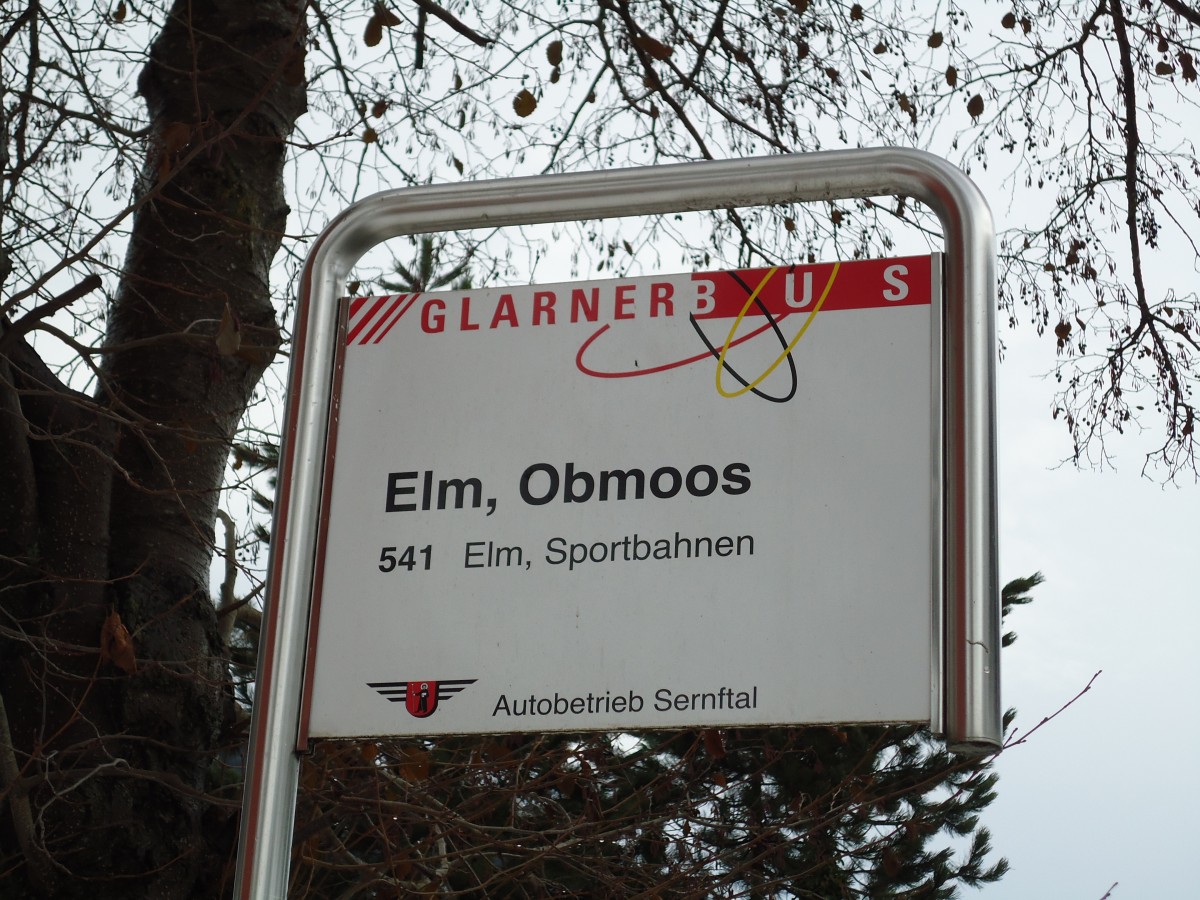 GLARNERBUS
Elm, Obmoos
541 Elm, Sportbahnen
Autobetrieb Sernftal